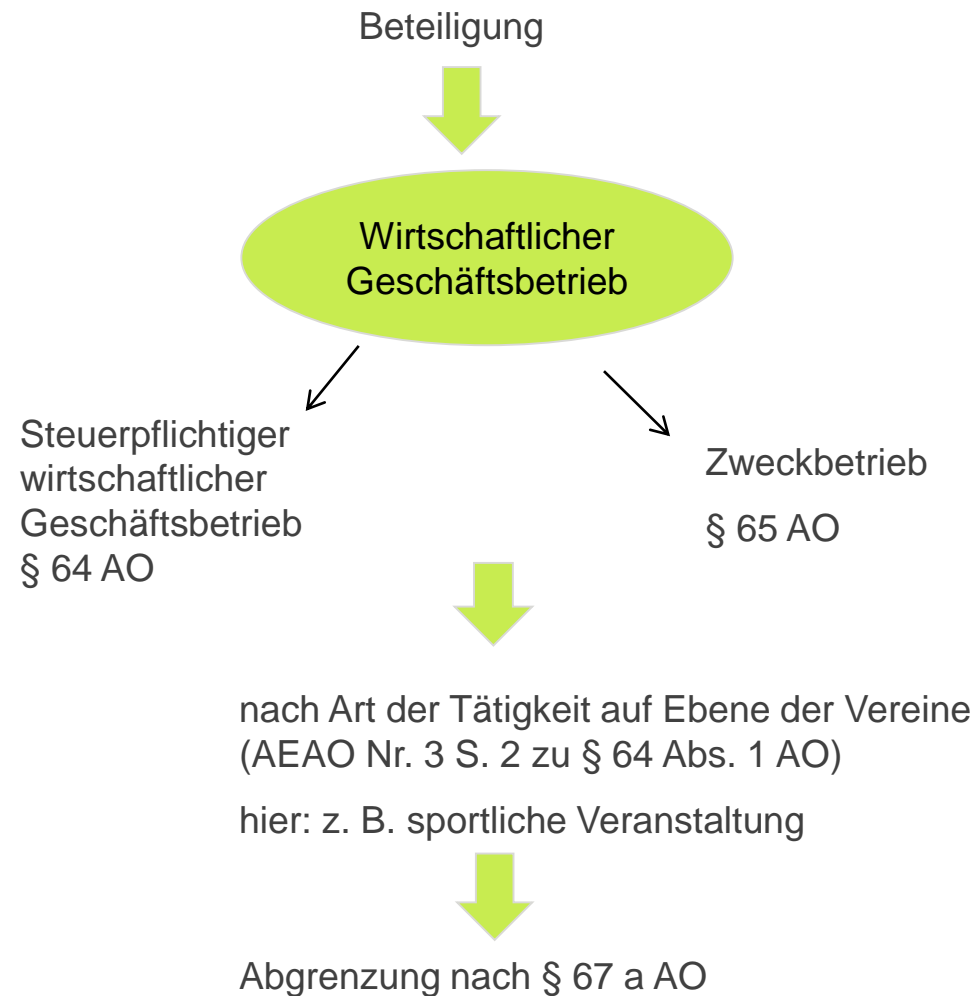 Beteiligung
Wirtschaftlicher
Geschäftsbetrieb
Steuerpflichtiger
wirtschaftlicher
Geschäftsbetrieb
§ 64 AO
Zweckbetrieb
§ 65 AO
nach Art der Tätigkeit auf Ebene der Vereine
(AEAO Nr. 3 S. 2 zu § 64 Abs. 1 AO)
hier: z. B. sportliche Veranstaltung
Abgrenzung nach § 67 a AO